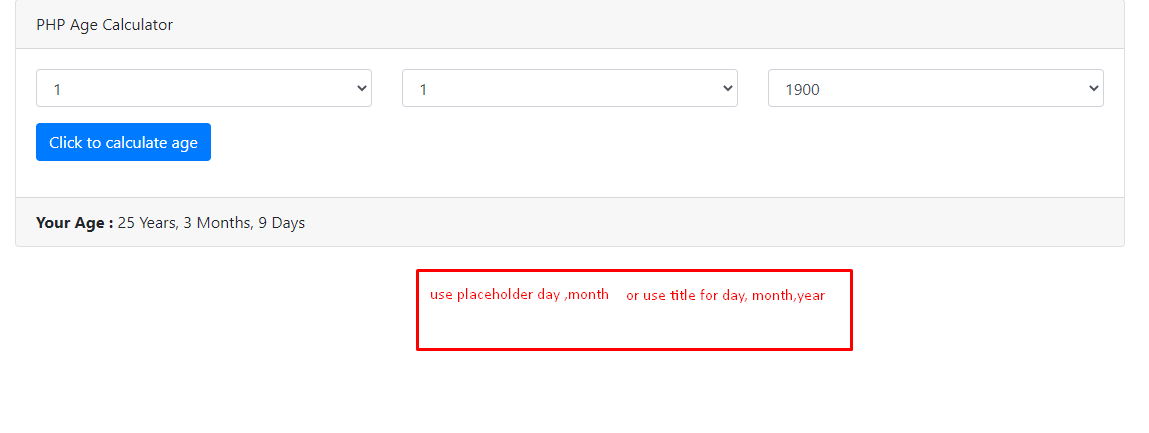 PHP Age Calculator
1 1 1900
Click to calculate age
Your Age : 25 Years, 3 Months, 9 Days
use placeholder day ,month or use title for day, month,year